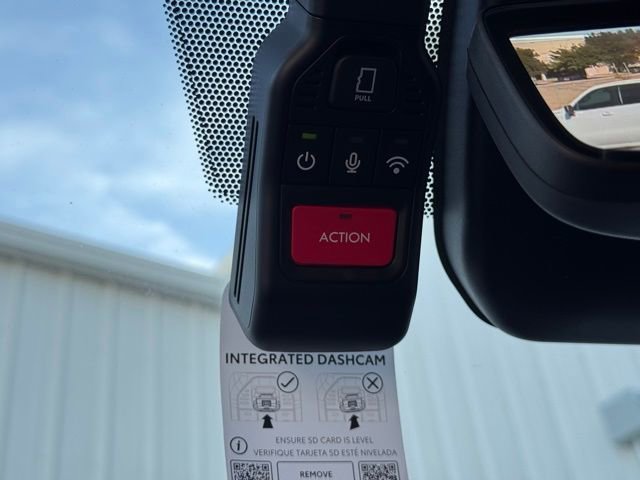 PULL
ACTION
INTEGRATED DASHCAM
ENSURE SD CARD IS LEVEL
VERIFIQUE TARJETA SD ESTÉ NIVELADA
REMOVE